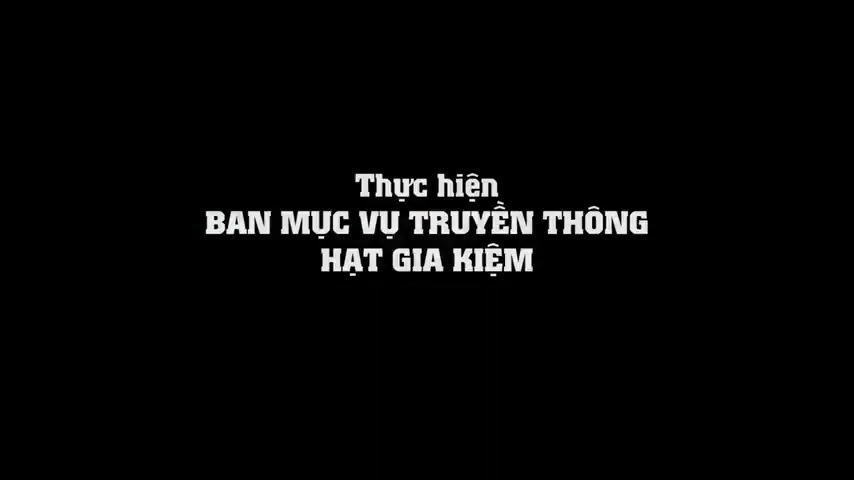 Thực hiện
BAN MỤC VỤ TRUYỀN THÔNG
HẠT GIA KIỆM